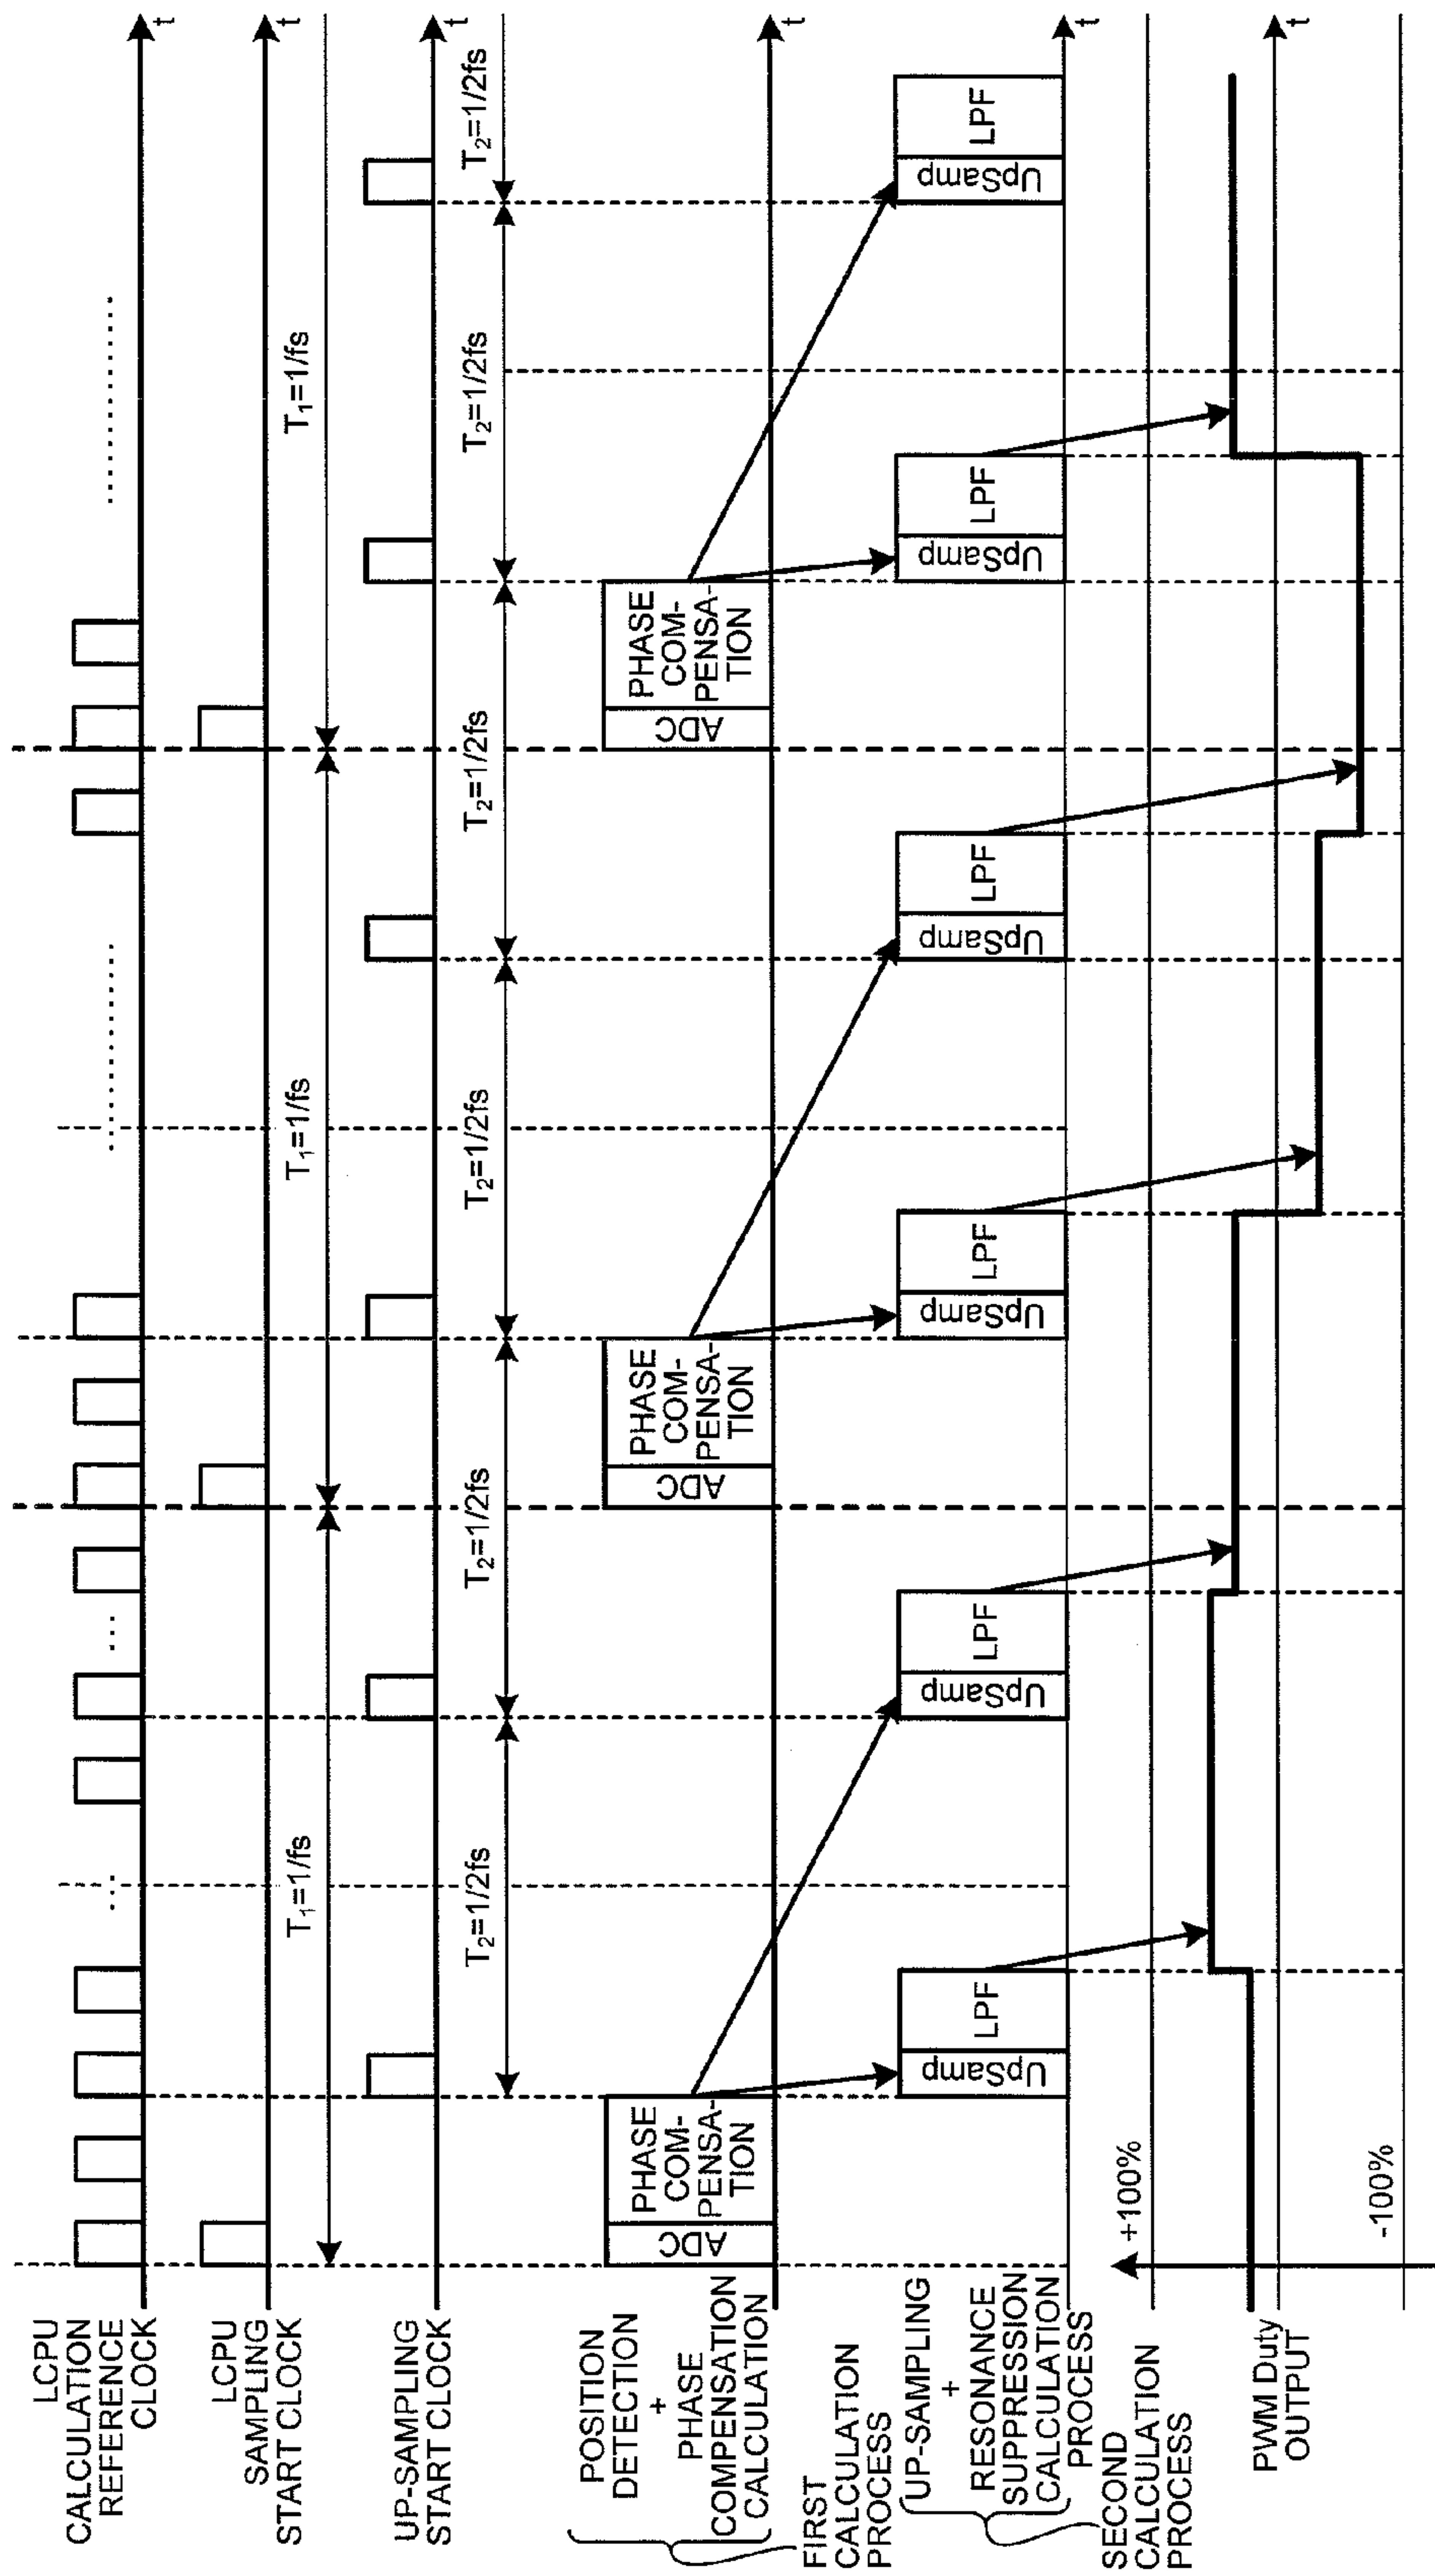 LCPU
CALCULATION
REFERENCE
CLOCK
t
LCPU
SAMPLING
START CLOCK
t
T₁=1/fs
T₁=1/fs
T₁=1/fs
UP-SAMPLING
START CLOCK
t
T₂=1/2fs
T₂=1/2fs
T₂=1/2fs
T₂=1/2fs
T₂=1/2fs
T₂=1/2fs
POSITION
DETECTION
+
PHASE
COMPENSATION
CALCULATION
FIRST
CALCULATION
PROCESS
ADC
PHASE
COM-
PENSA-
TION
ADC
PHASE
COM-
PENSA-
TION
ADC
PHASE
COM-
PENSA-
TION
t
UP-SAMPLING
+
RESONANCE
SUPPRESSION
CALCULATION
PROCESS
SECOND
CALCULATION
PROCESS
UpSamp
LPF
UpSamp
LPF
UpSamp
LPF
UpSamp
LPF
UpSamp
LPF
UpSamp
LPF
t
+100%
PWM Duty
OUTPUT
t
-100%